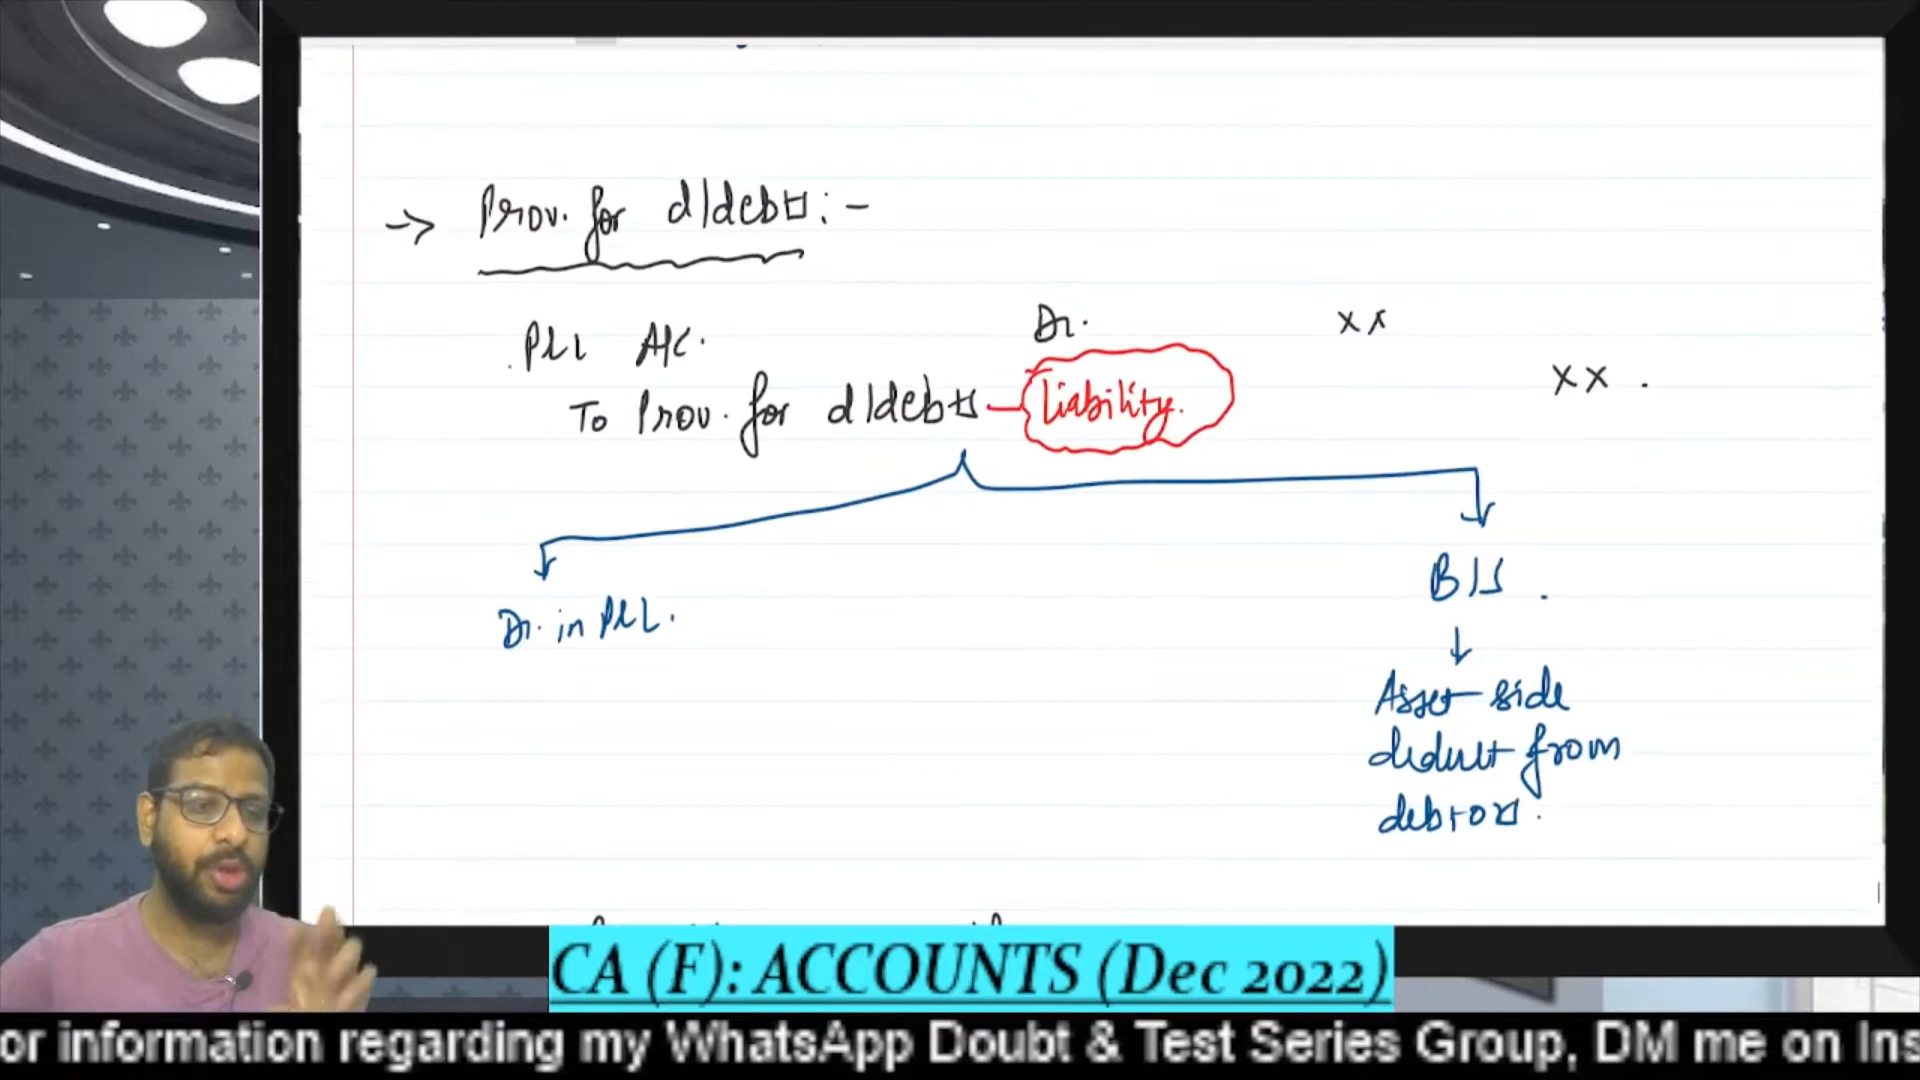 -> Prov. for d/debts :-
P&L A/c. Dr. xx
To Prov. for d/debts - liability. xx.
Dr. in P&L.
B/S.
Asset side
deduct from
debtors.
CA (F): ACCOUNTS (Dec 2022)
or information regarding my WhatsApp Doubt & Test Series Group, DM me on Ins